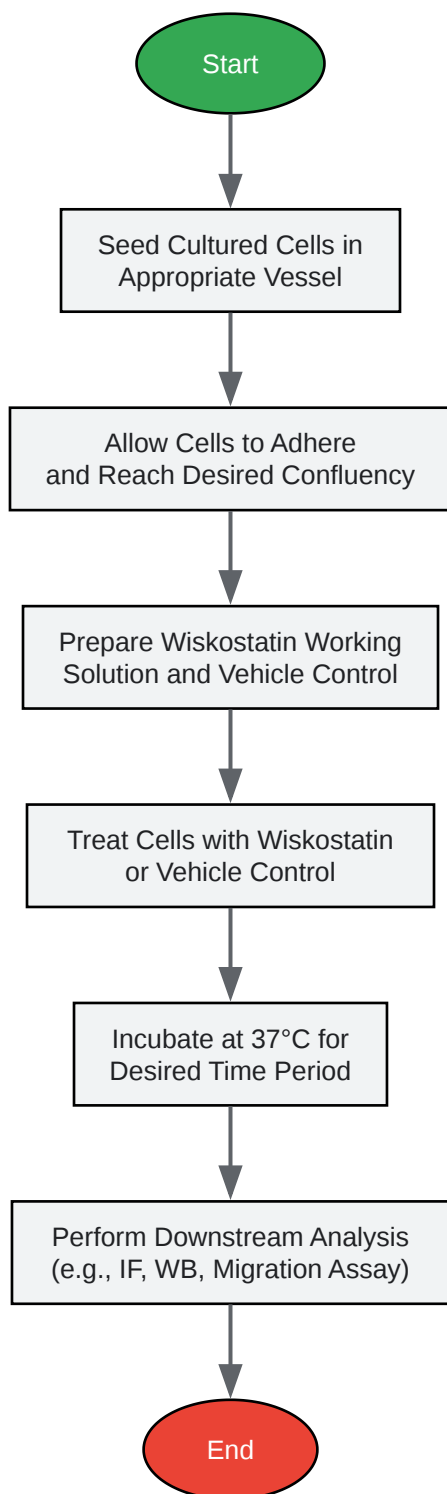 Start
Seed Cultured Cells in
Appropriate Vessel
Allow Cells to Adhere
and Reach Desired Confluency
Prepare Wiskostatin Working
Solution and Vehicle Control
Treat Cells with Wiskostatin
or Vehicle Control
Incubate at 37°C for
Desired Time Period
Perform Downstream Analysis
(e.g., IF, WB, Migration Assay)
End